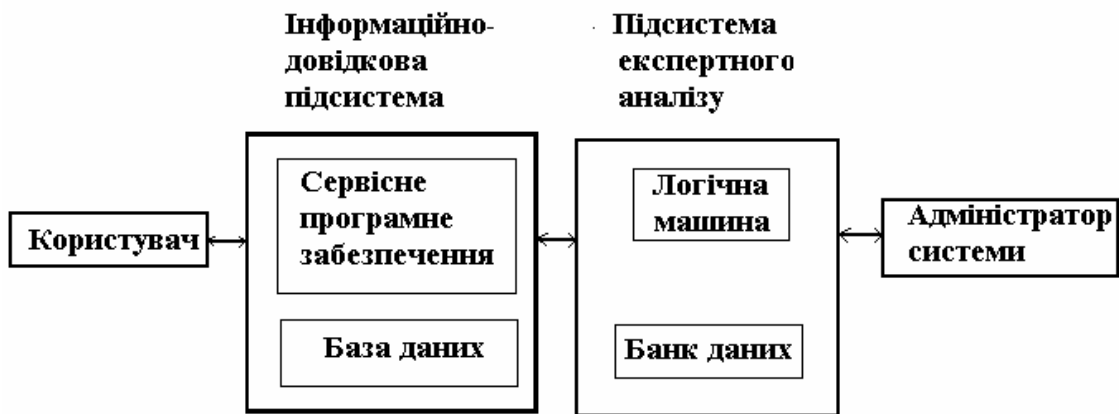 Інформаційно-
довідкова
підсистема
Підсистема
експертного
аналізу
Користувач
Сервісне
програмне
забезпечення
База даних
Логічна
машина
Банк даних
Адміністратор
системи